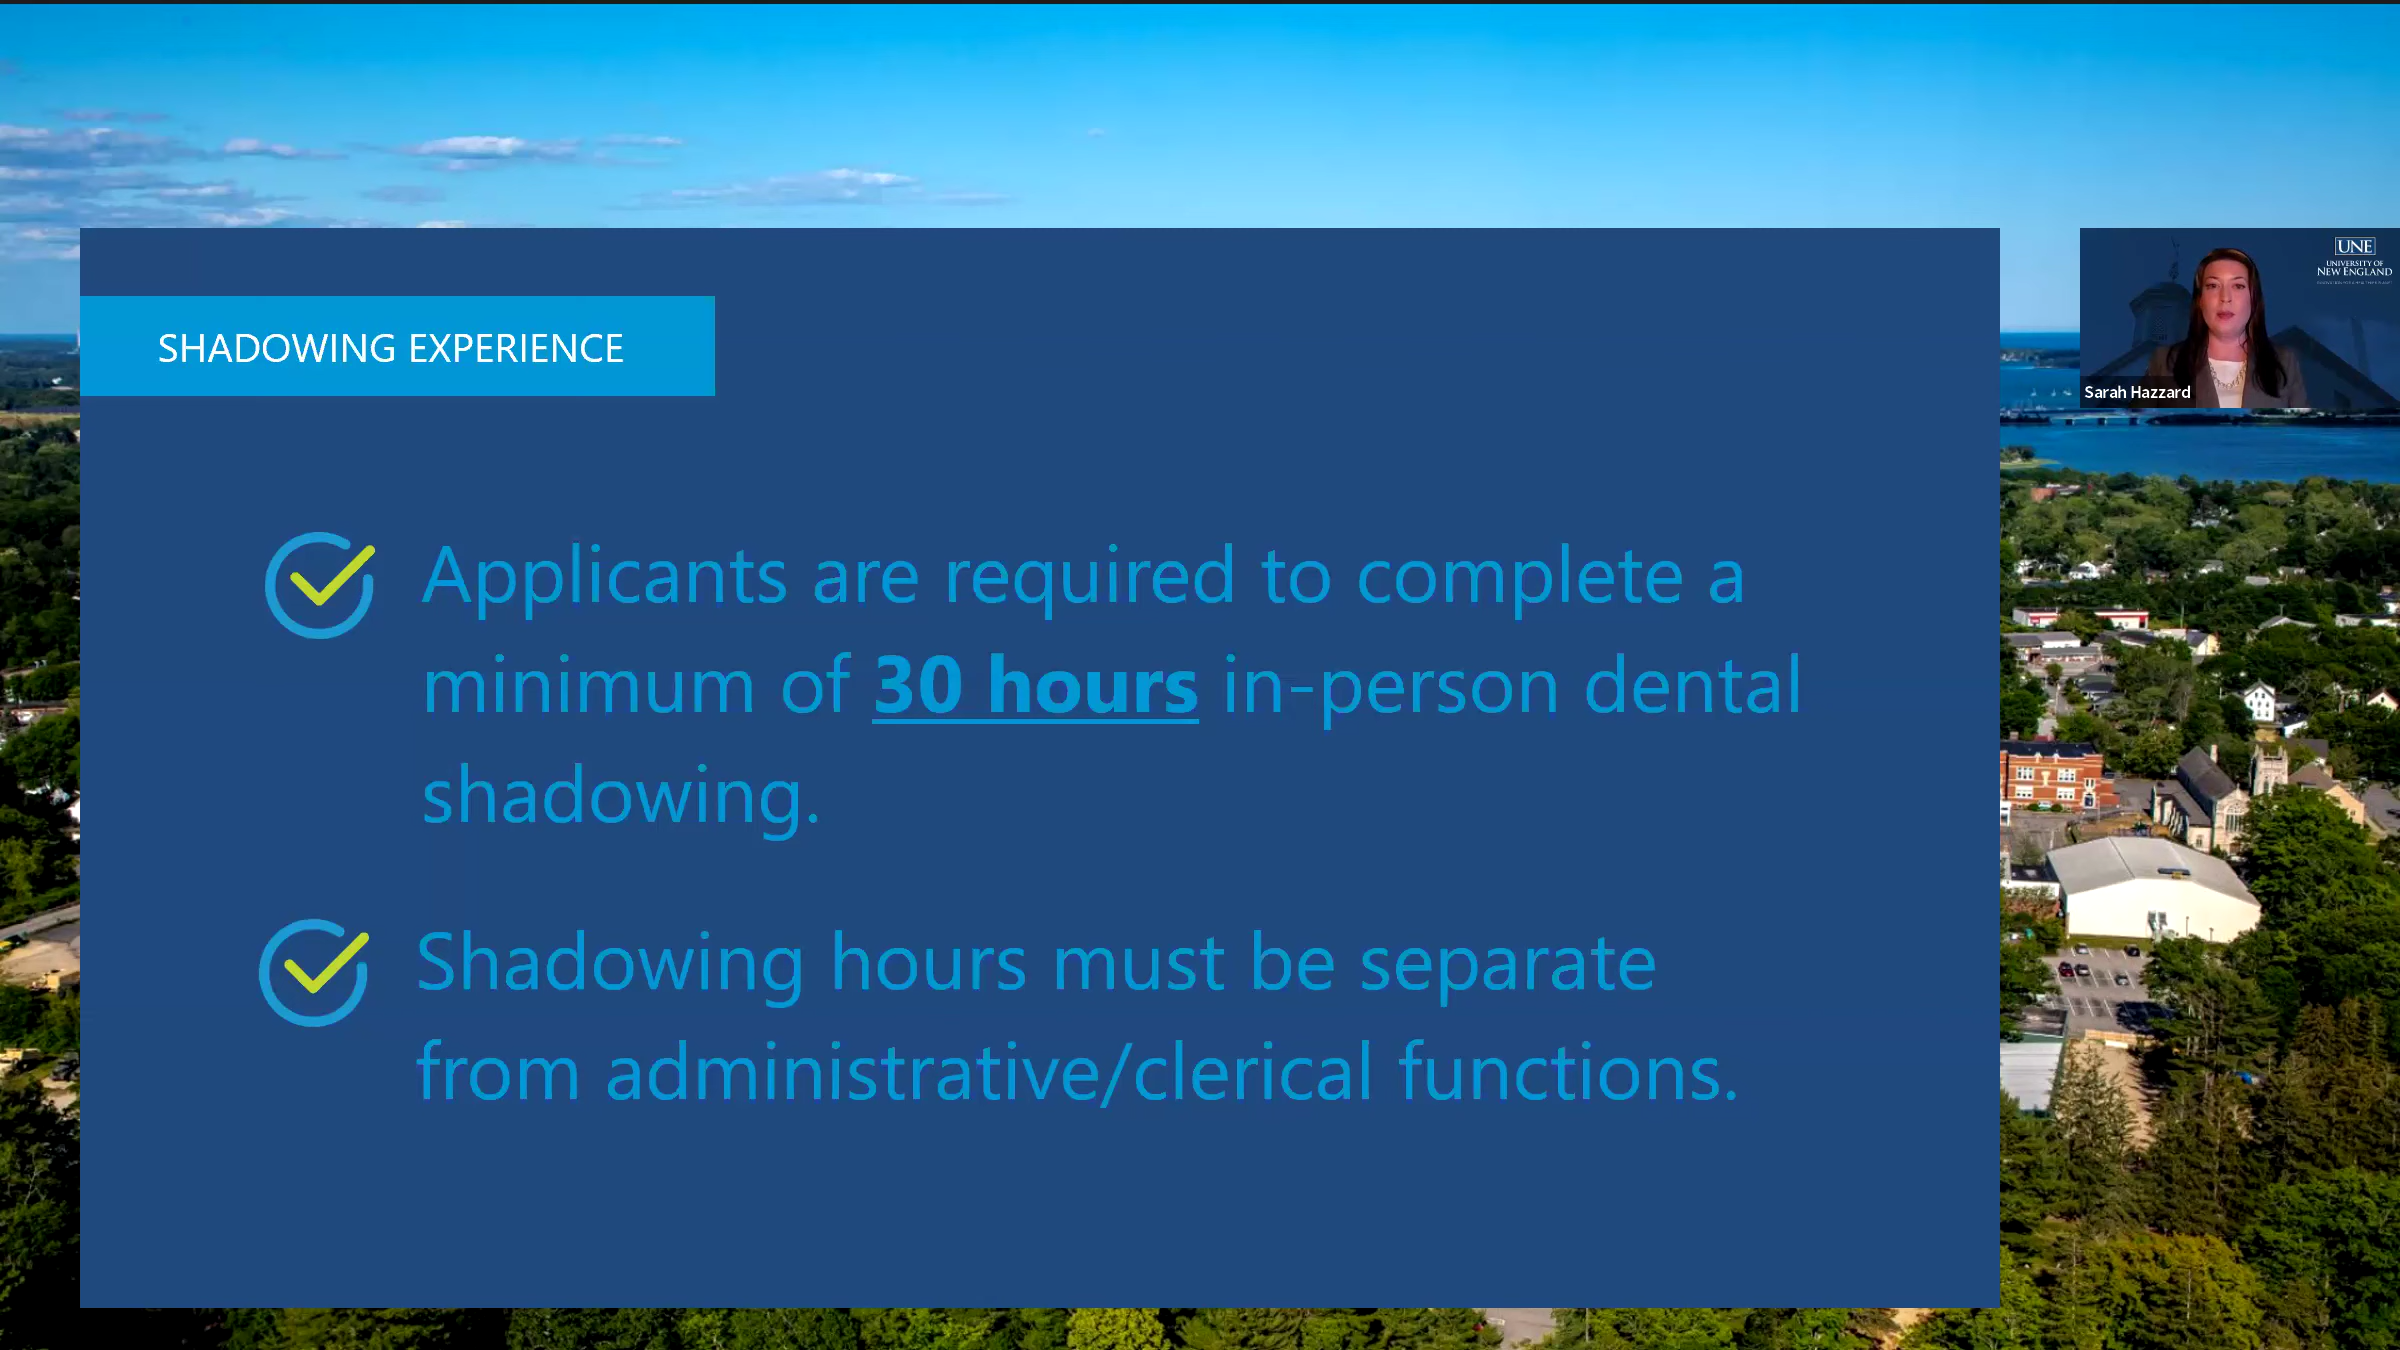 SHADOWING EXPERIENCE
Applicants are required to complete a
minimum of 30 hours in-person dental
shadowing.
Shadowing hours must be separate
from administrative/clerical functions.
UNE
UNIVERSITY OF
NEW ENGLAND
Sarah Hazzard